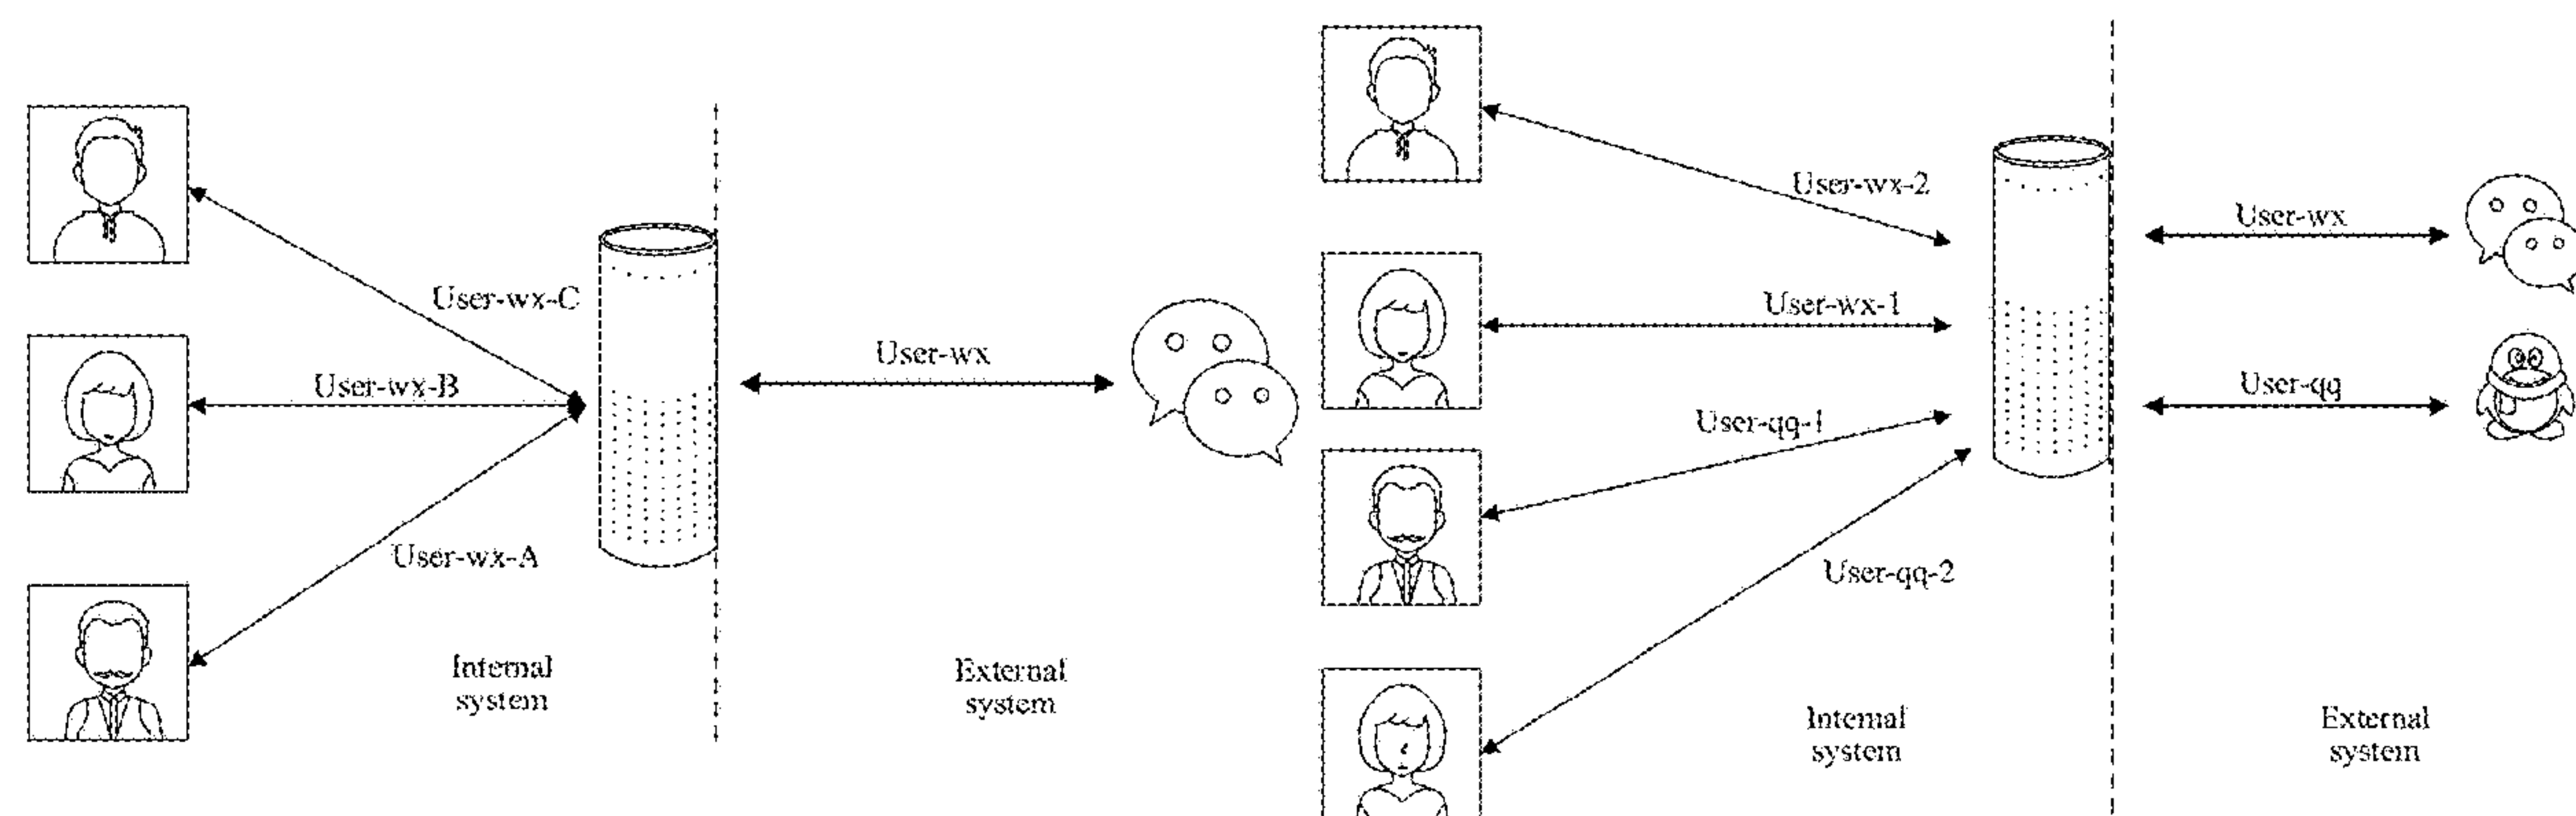 User-wx-C
User-wx-B
User-wx-A
User-wx
Internal
system
External
system
User-wx-2
User-wx-1
User-qq-1
User-qq-2
User-wx
User-qq
Internal
system
External
system